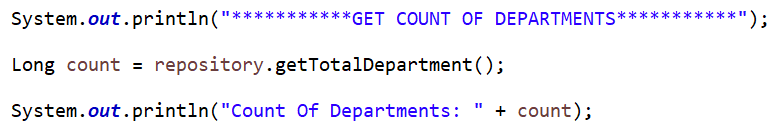 System.out.println("***********GET COUNT OF DEPARTMENTS***********");
Long count = repository.getTotalDepartment();
System.out.println("Count Of Departments: " + count);